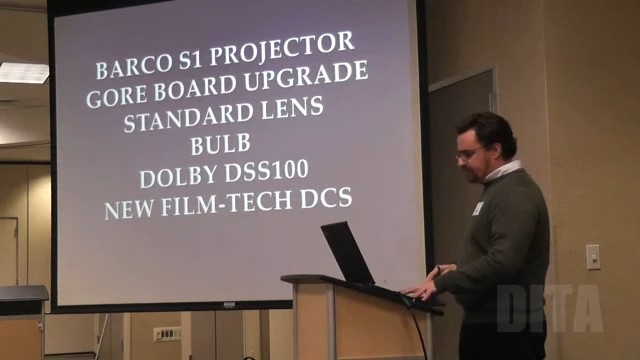 BARCO S1 PROJECTOR
GORE BOARD UPGRADE
STANDARD LENS
BULB
DOLBY DSS100
NEW FILM-TECH DCS
DITA